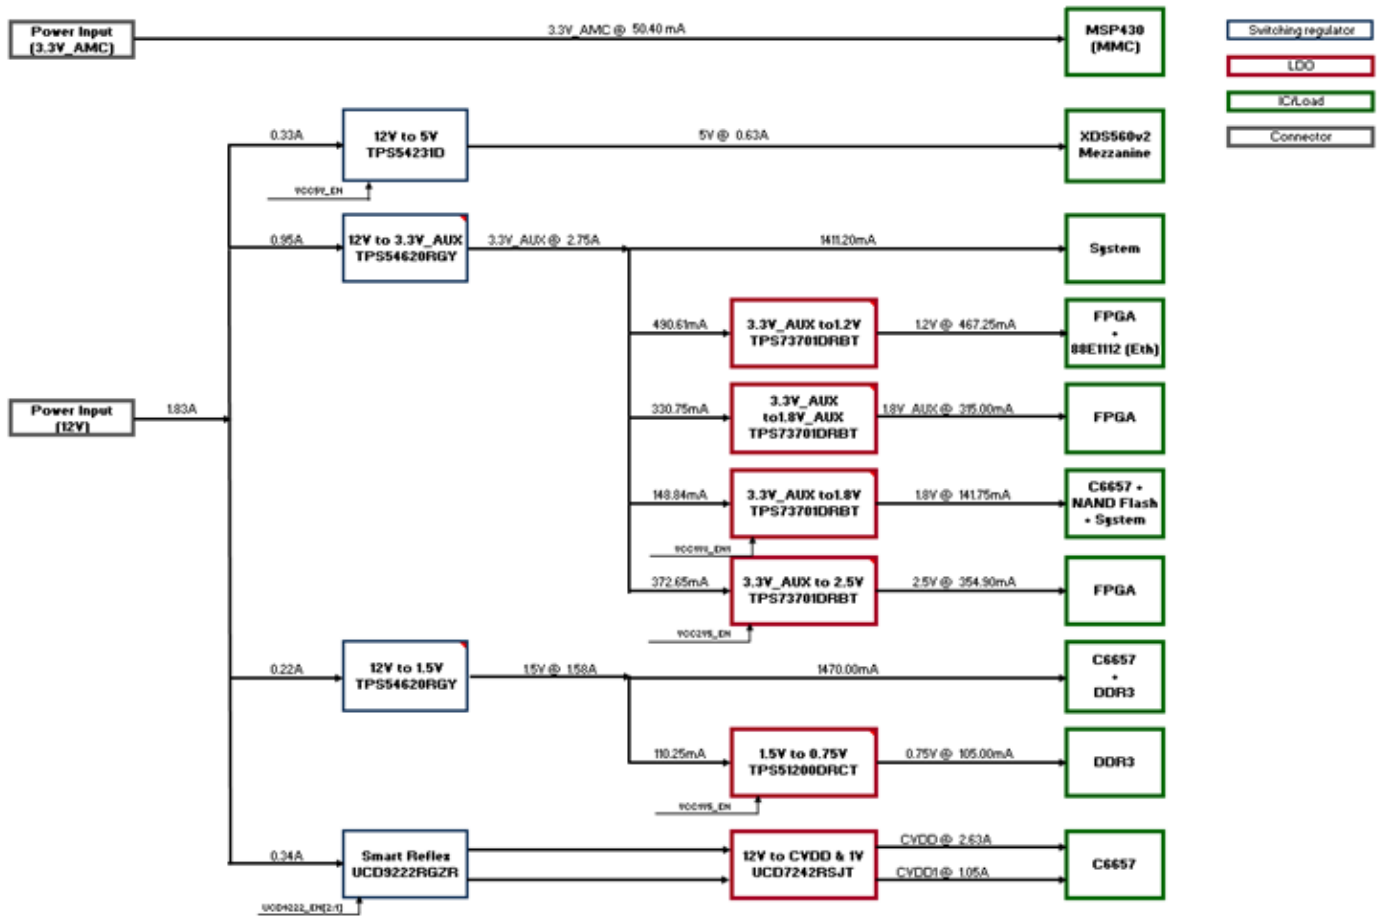 Power Input
(3.3V_AMC)
3.3V_AMC @ 50.40 mA
MSP430
(MMC)
Switching regulator
LDO
IC/Load
Connector
0.33A
12V to 5V
TPS54231D
5V @ 0.63A
XDS560v2
Mezzanine
VCC5V_EN
0.95A
12V to 3.3V_AUX
TPS54620RGY
3.3V_AUX @ 2.75A
1411.20mA
System
490.61mA
3.3V_AUX to1.2V
TPS73701DRBT
1.2V @ 467.25mA
FPGA
+
88E1112 (Eth)
Power Input
(12V)
1.83A
330.75mA
3.3V_AUX
to1.8V_AUX
TPS73701DRBT
1.8V_AUX @ 315.00mA
FPGA
148.84mA
3.3V_AUX to1.8V
TPS73701DRBT
1.8V @ 141.75mA
C6657 +
NAND Flash
+ System
372.65mA
3.3V_AUX to 2.5V
TPS73701DRBT
2.5V @ 354.90mA
FPGA
VCC2V5_EN
0.22A
12V to 1.5V
TPS54620RGY
1.5V @ 1.58A
1470.00mA
C6657
+
DDR3
110.25mA
1.5V to 0.75V
TPS51200DRCT
0.75V @ 105.00mA
DDR3
VCC1V5_EN
0.34A
Smart Reflex
UCD9222RGZR
12V to CVDD & 1V
UCD7242RSJT
CVDD @ 2.63A
CVDD1 @ 1.05A
C6657
UCD9222_EN[2:1]